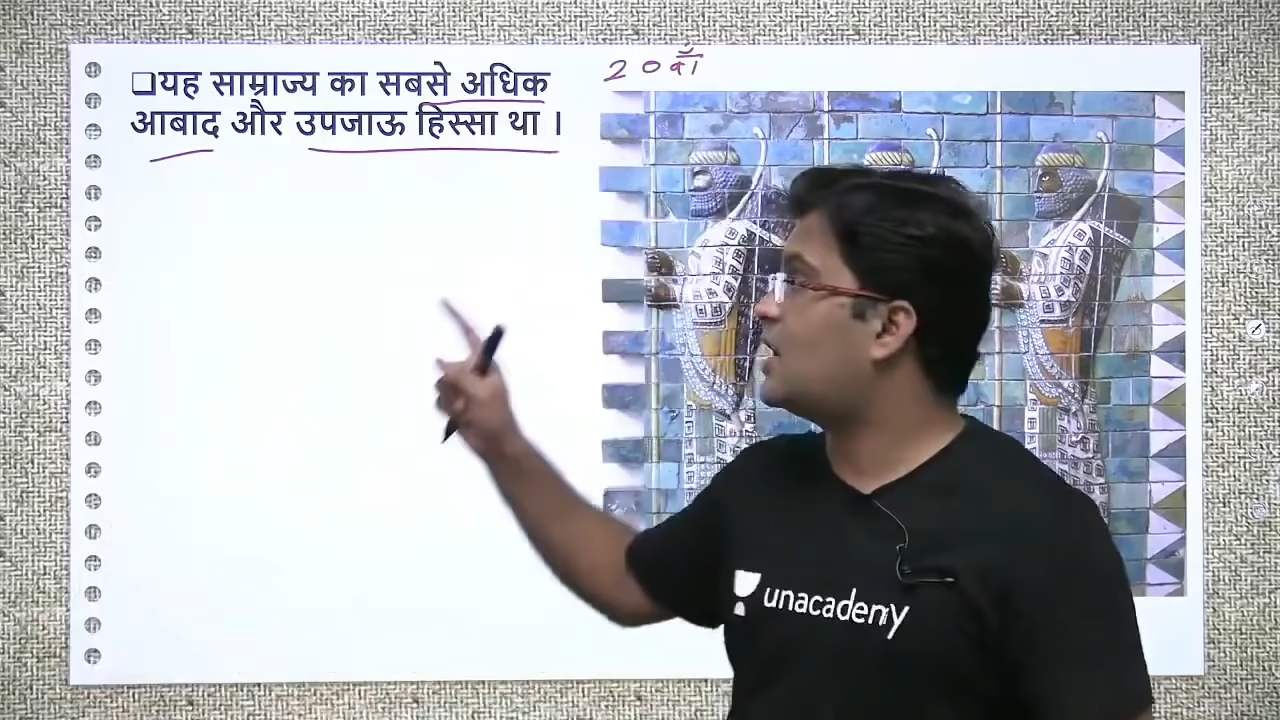 20वाँ
❑यह साम्राज्य का सबसे अधिक
आबाद और उपजाऊ हिस्सा था ।
unacademy